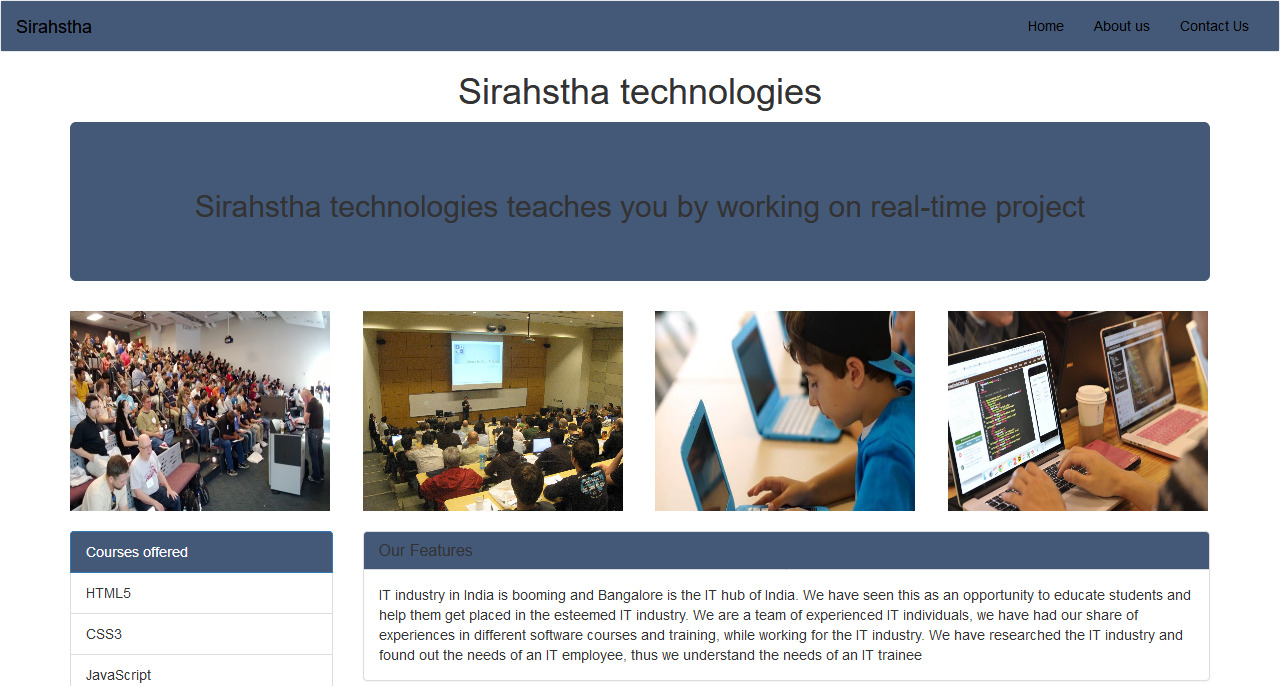 Sirahstha
Home About us Contact Us
Sirahstha technologies
Sirahstha technologies teaches you by working on real-time project
Courses offered
HTML5
CSS3
JavaScript
Our Features
IT industry in India is booming and Bangalore is the IT hub of India. We have seen this as an opportunity to educate students and
help them get placed in the esteemed IT industry. We are a team of experienced IT individuals, we have had our share of
experiences in different software courses and training, while working for the IT industry. We have researched the IT industry and
found out the needs of an IT employee, thus we understand the needs of an IT trainee